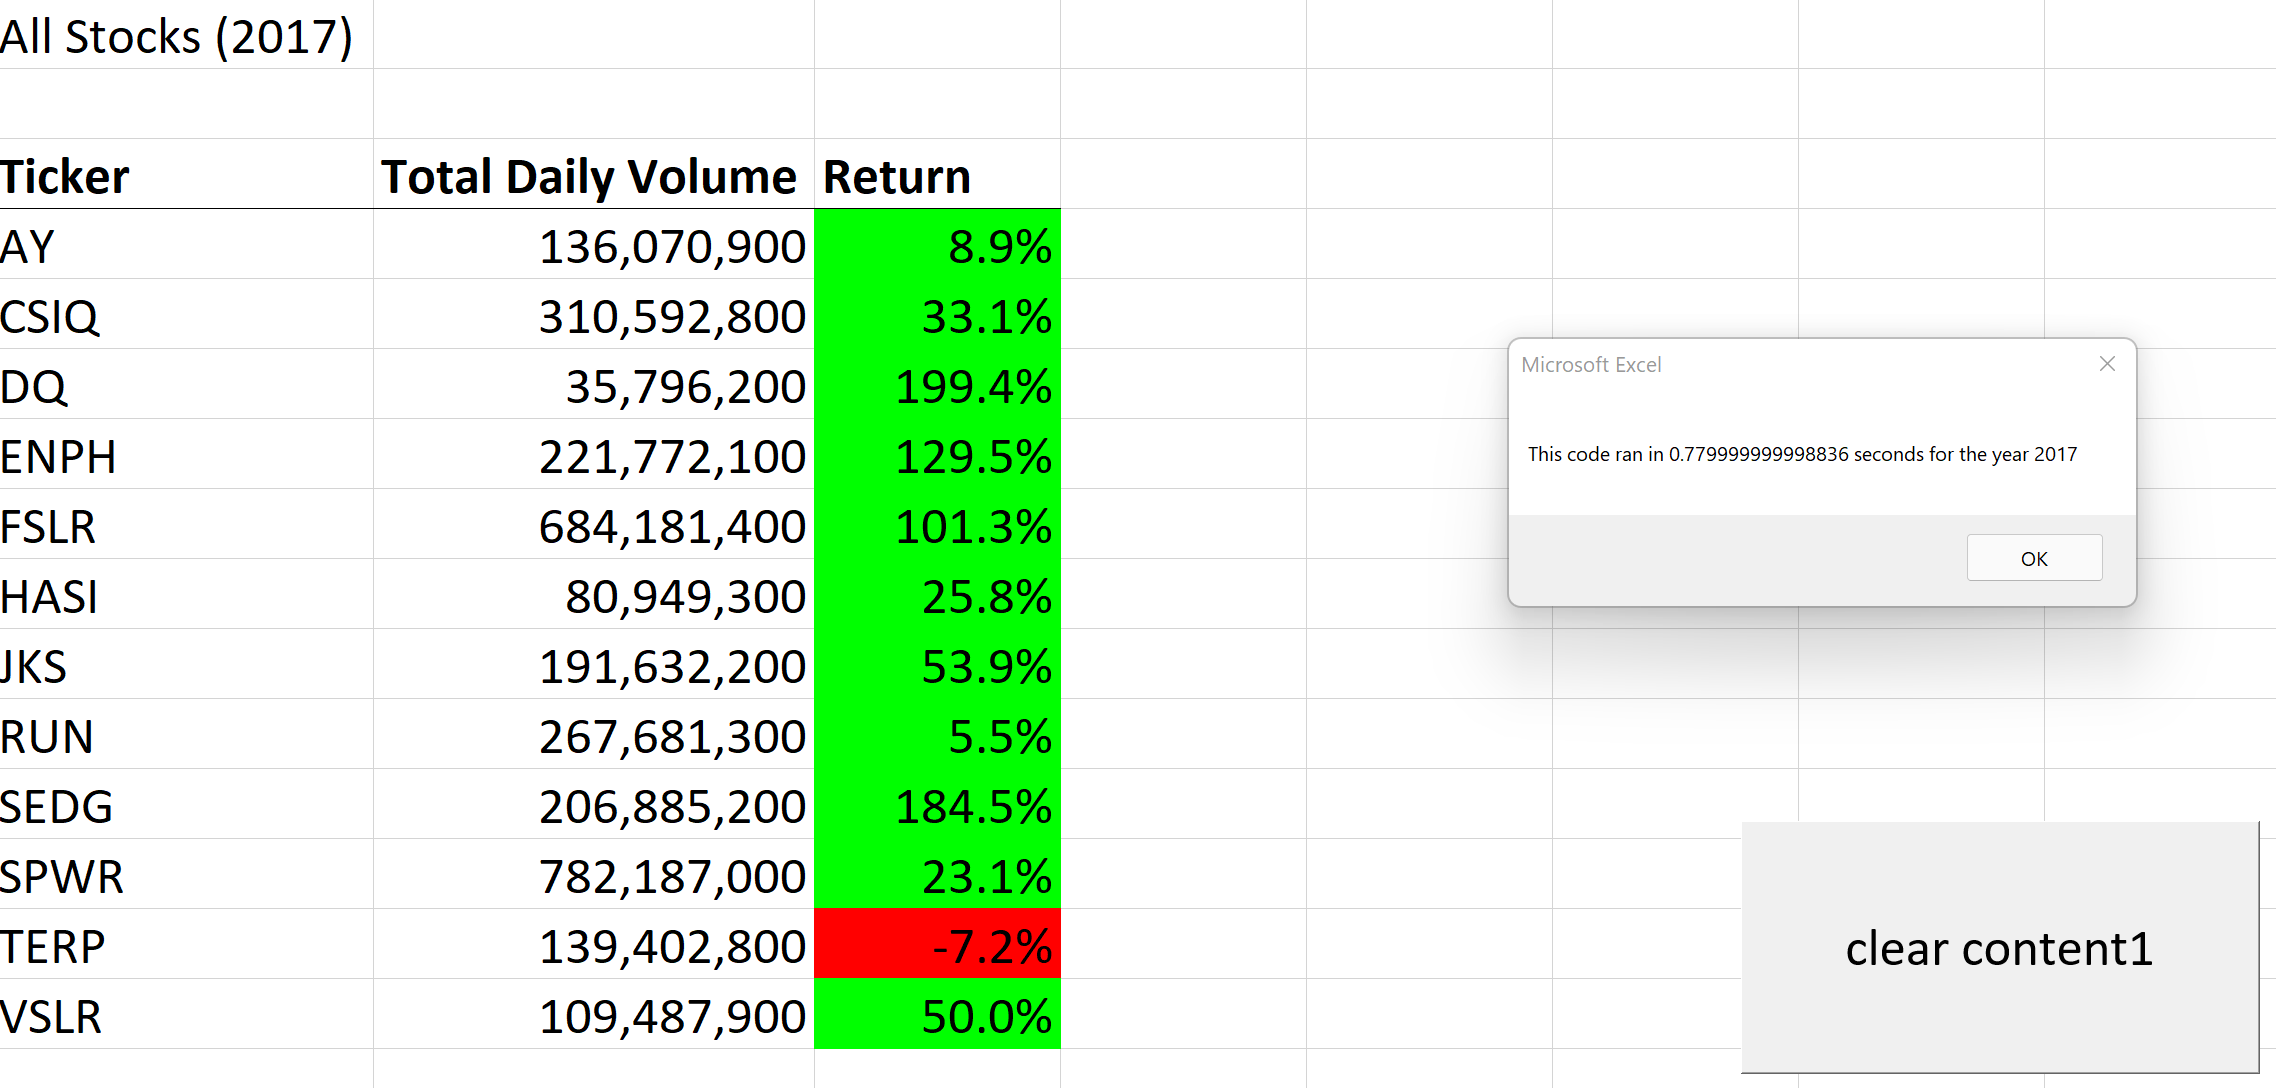 All Stocks (2017)
Ticker Total Daily Volume Return
AY 136,070,900 8.9%
CSIQ 310,592,800 33.1%
DQ 35,796,200 199.4%
ENPH 221,772,100 129.5%
FSLR 684,181,400 101.3%
HASI 80,949,300 25.8%
JKS 191,632,200 53.9%
RUN 267,681,300 5.5%
SEDG 206,885,200 184.5%
SPWR 782,187,000 23.1%
TERP 139,402,800 -7.2%
VSLR 109,487,900 50.0%
Microsoft Excel
This code ran in 0.779999999998836 seconds for the year 2017
OK
clear content1